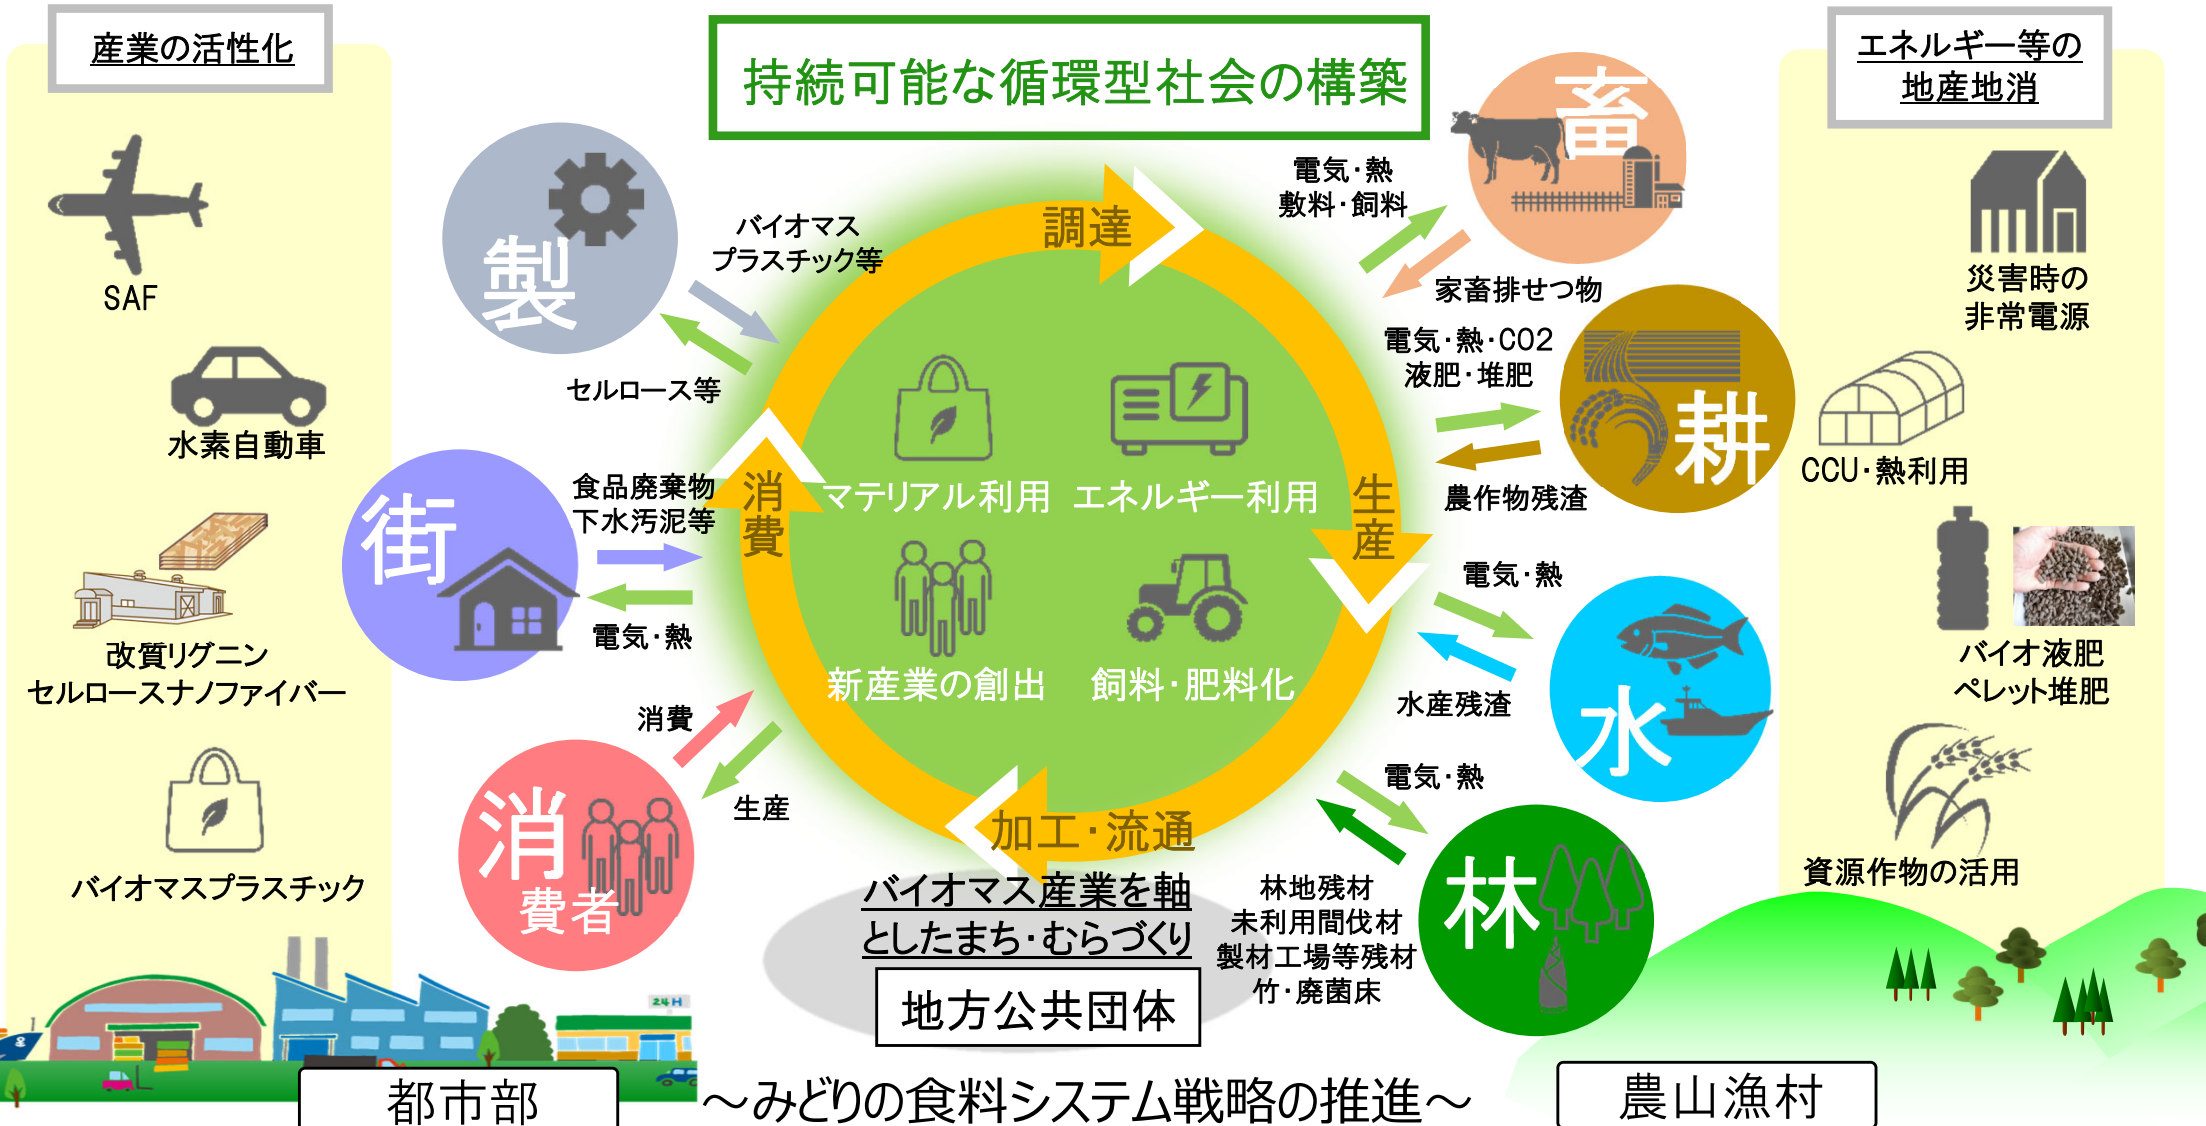 産業の活性化
SAF
水素自動車
改質リグニン
セルロースナノファイバー
バイオマスプラスチック
持続可能な循環型社会の構築
製
バイオマス
プラスチック等
セルロース等
街
食品廃棄物
下水汚泥等
電気・熱
消費
生産
消
費者
調達
生
産
加工・流通
消
費
マテリアル利用
エネルギー利用
新産業の創出
飼料・肥料化
畜
電気・熱
敷料・飼料
家畜排せつ物
耕
電気・熱・CO2
液肥・堆肥
農作物残渣
水
電気・熱
水産残渣
林
電気・熱
林地残材
未利用間伐材
製材工場等残材
竹・廃菌床
エネルギー等の
地産地消
災害時の
非常電源
CCU・熱利用
バイオ液肥
ペレット堆肥
資源作物の活用
バイオマス産業を軸
としたまち・むらづくり
地方公共団体
24H
都市部
～みどりの食料システム戦略の推進～
農山漁村